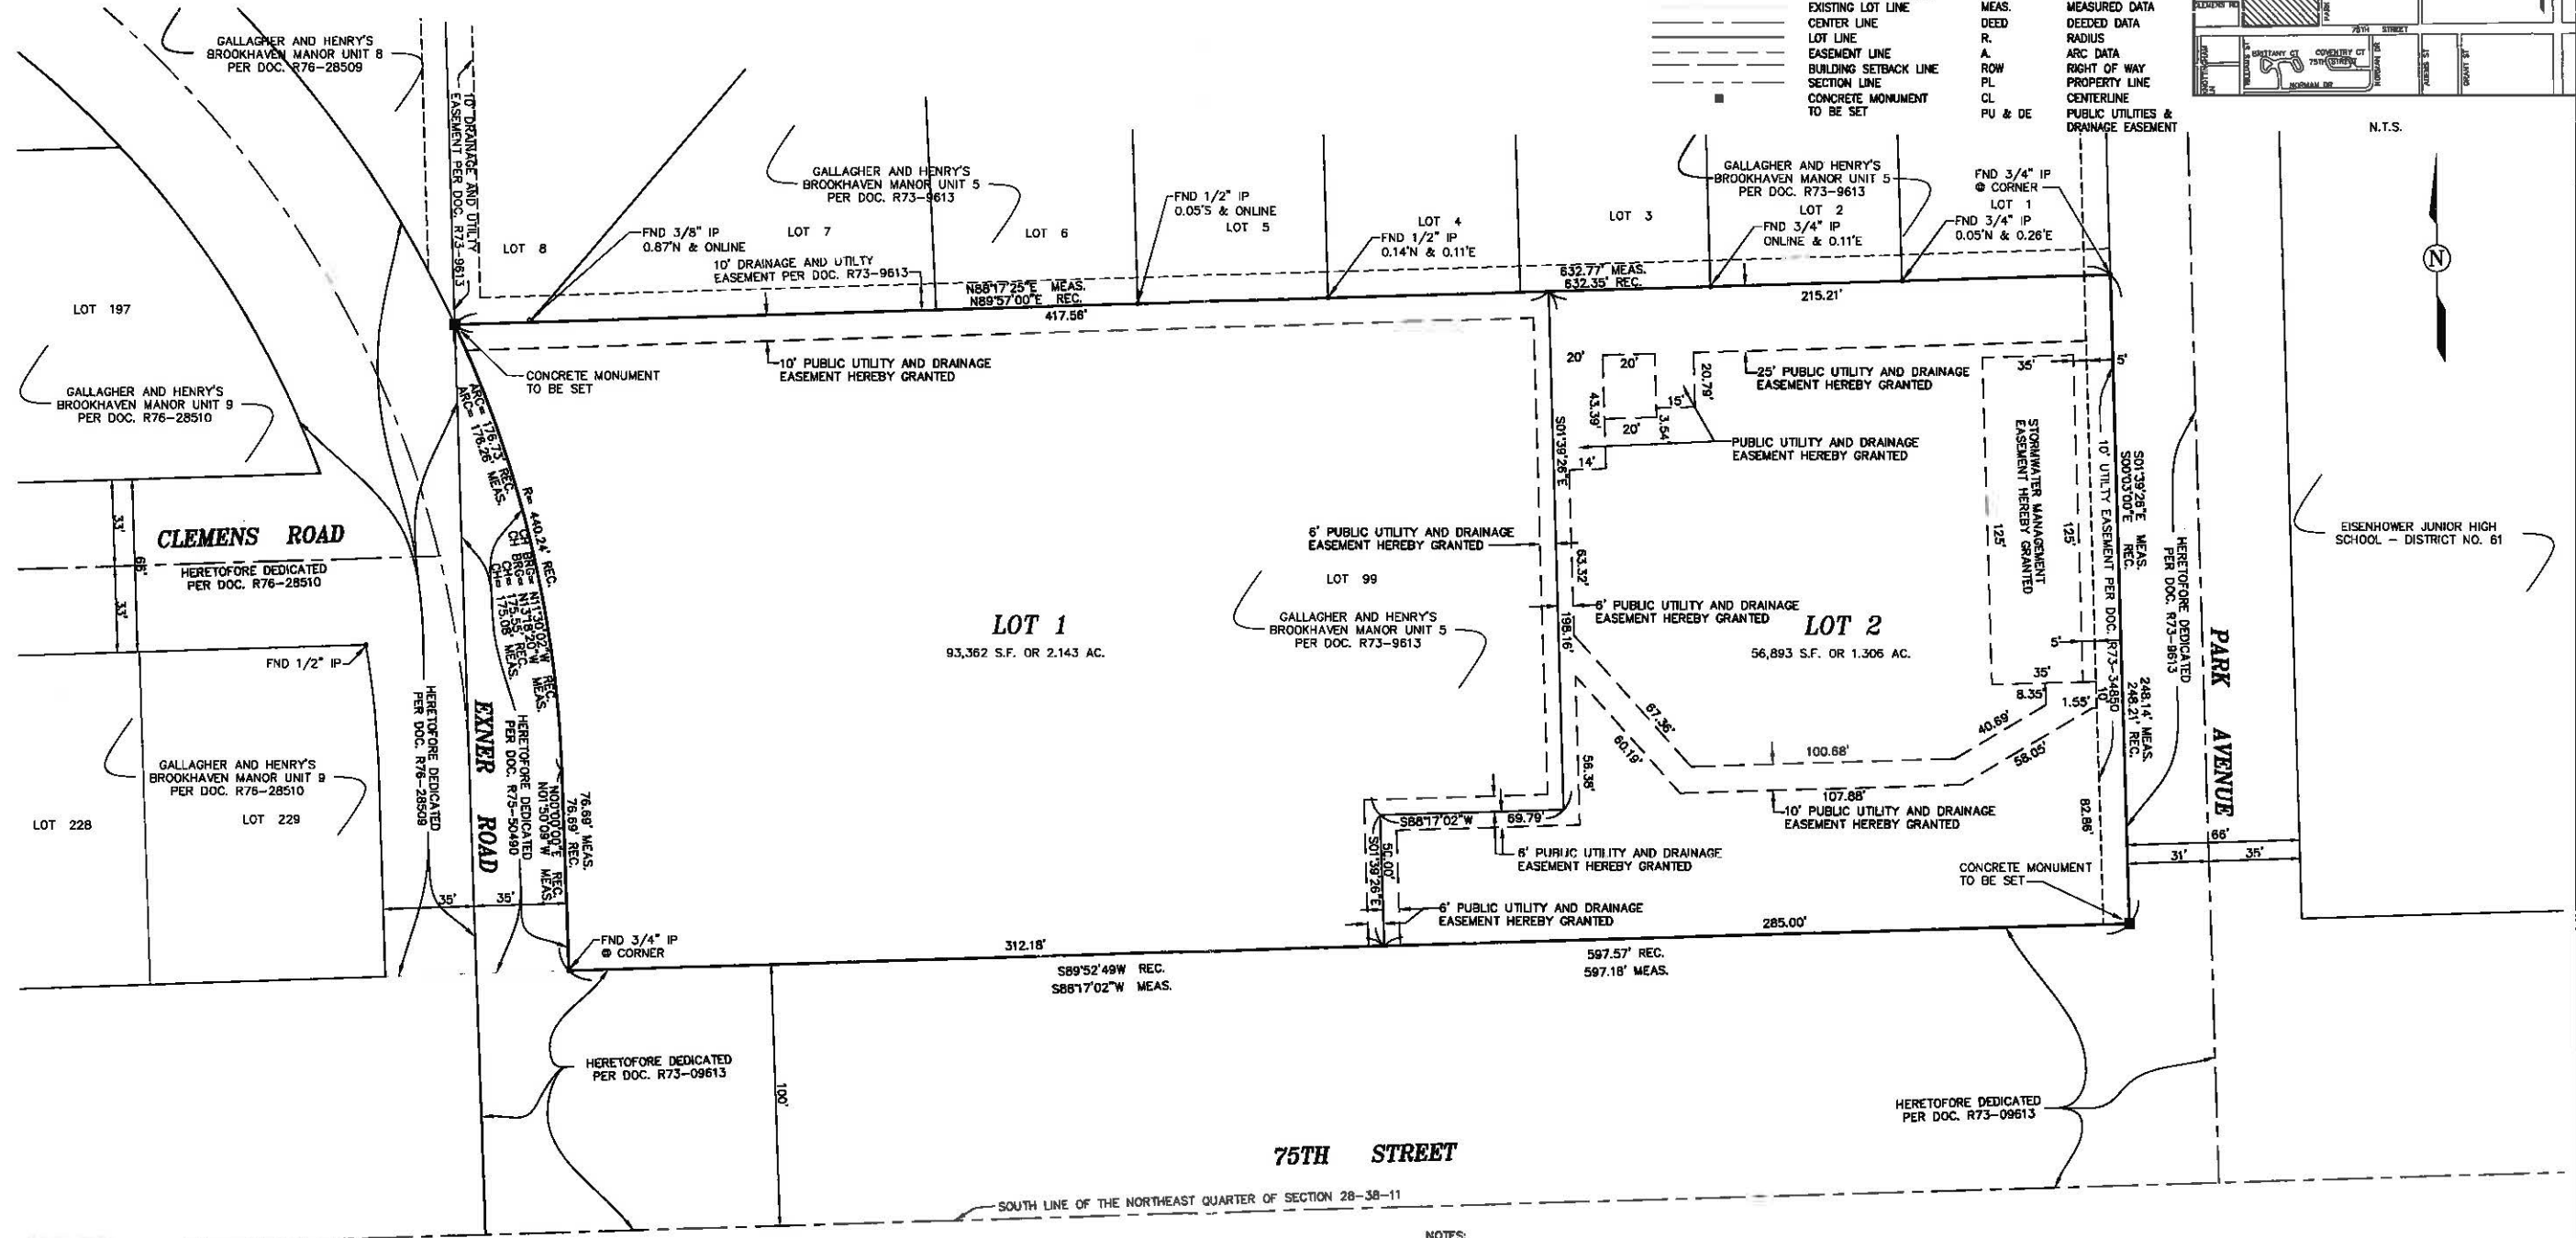 EXISTING LOT LINE
CENTER LINE
LOT LINE
EASEMENT LINE
BUILDING SETBACK LINE
SECTION LINE
CONCRETE MONUMENT
TO BE SET
MEAS. MEASURED DATA
DEED DEEDED DATA
R. RADIUS
A. ARC DATA
ROW RIGHT OF WAY
PL PROPERTY LINE
CL CENTERLINE
PU & DE PUBLIC UTILITIES &
DRAINAGE EASEMENT
75TH STREET
BRITTANY CT
COVENTRY CT
75TH STREET
NORMAN DR
N.T.S.
N
GALLAGHER AND HENRY'S
BROOKHAVEN MANOR UNIT 8
PER DOC. R76-28509
10' DRAINAGE AND UTILTY
EASEMENT PER DOC. R73-9613
GALLAGHER AND HENRY'S
BROOKHAVEN MANOR UNIT 5
PER DOC. R73-9613
GALLAGHER AND HENRY'S
BROOKHAVEN MANOR UNIT 5
PER DOC. R73-9613
LOT 8
FND 3/8" IP
0.87'N & ONLINE
LOT 7
LOT 6
FND 1/2" IP
0.05'S & ONLINE
LOT 5
LOT 4
FND 1/2" IP
0.14'N & 0.11'E
LOT 3
LOT 2
FND 3/4" IP
ONLINE & 0.11'E
FND 3/4" IP
@ CORNER
LOT 1
FND 3/4" IP
0.05'N & 0.26'E
10' DRAINAGE AND UTILTY
EASEMENT PER DOC. R73-9613
N88°17'25"E MEAS.
N89°57'00"E REC.
417.56'
632.77' MEAS.
632.35' REC.
215.21'
LOT 197
GALLAGHER AND HENRY'S
BROOKHAVEN MANOR UNIT 9
PER DOC. R76-28510
CONCRETE MONUMENT
TO BE SET
10' PUBLIC UTILITY AND DRAINAGE
EASEMENT HEREBY GRANTED
ARC= 176.73' REC.
ARC= 176.26' MEAS.
R= 440.24' REC.
CH BRG= N11°30'02"W REC.
CH BRG= N13°18'20"W MEAS.
CH= 175.55' REC.
CH= 175.08' MEAS.
20'
20'
43.39'
20'
15'
3.54'
20.79'
14'
25' PUBLIC UTILITY AND DRAINAGE
EASEMENT HEREBY GRANTED
PUBLIC UTILITY AND DRAINAGE
EASEMENT HEREBY GRANTED
35'
5'
STORMWATER MANAGEMENT
EASEMENT HEREBY GRANTED
125'
125'
10' UTILTY EASEMENT PER DOC. R73-34850
S01°39'26"E MEAS.
S00°03'00"E REC.
HERETOFORE DEDICATED
PER DOC. R73-9613
EISENHOWER JUNIOR HIGH
SCHOOL - DISTRICT NO. 61
CLEMENS ROAD
HERETOFORE DEDICATED
PER DOC. R76-28510
33'
66'
33'
FND 1/2" IP
S01°39'26"E
6' PUBLIC UTILITY AND DRAINAGE
EASEMENT HEREBY GRANTED
63.32'
198.16'
6' PUBLIC UTILITY AND DRAINAGE
EASEMENT HEREBY GRANTED
LOT 99
GALLAGHER AND HENRY'S
BROOKHAVEN MANOR UNIT 5
PER DOC. R73-9613
LOT 1
93,362 S.F. OR 2.143 AC.
LOT 2
56,893 S.F. OR 1.306 AC.
5'
35'
8.35'
1.55'
10'
67.36'
60.19'
40.69'
58.05'
100.68'
107.88'
10' PUBLIC UTILITY AND DRAINAGE
EASEMENT HEREBY GRANTED
56.38'
82.86'
248.14' MEAS.
248.21' REC.
PARK AVENUE
66'
31'
35'
GALLAGHER AND HENRY'S
BROOKHAVEN MANOR UNIT 9
PER DOC. R76-28510
LOT 228
LOT 229
HERETOFORE DEDICATED
PER DOC. R76-28509
EXNER ROAD
HERETOFORE DEDICATED
PER DOC. R75-50490
N00°00'00"E REC.
N01°50'09"W MEAS.
76.69' MEAS.
76.69' REC.
35'
35'
S88°17'02"W
69.79'
S01°39'26"E
50.00'
6' PUBLIC UTILITY AND DRAINAGE
EASEMENT HEREBY GRANTED
6' PUBLIC UTILITY AND DRAINAGE
EASEMENT HEREBY GRANTED
CONCRETE MONUMENT
TO BE SET
FND 3/4" IP
@ CORNER
312.18'
285.00'
S89°52'49W REC.
S88°17'02"W MEAS.
597.57' REC.
597.18' MEAS.
HERETOFORE DEDICATED
PER DOC. R73-09613
100'
HERETOFORE DEDICATED
PER DOC. R73-09613
75TH STREET
SOUTH LINE OF THE NORTHEAST QUARTER OF SECTION 28-38-11
NOTES: